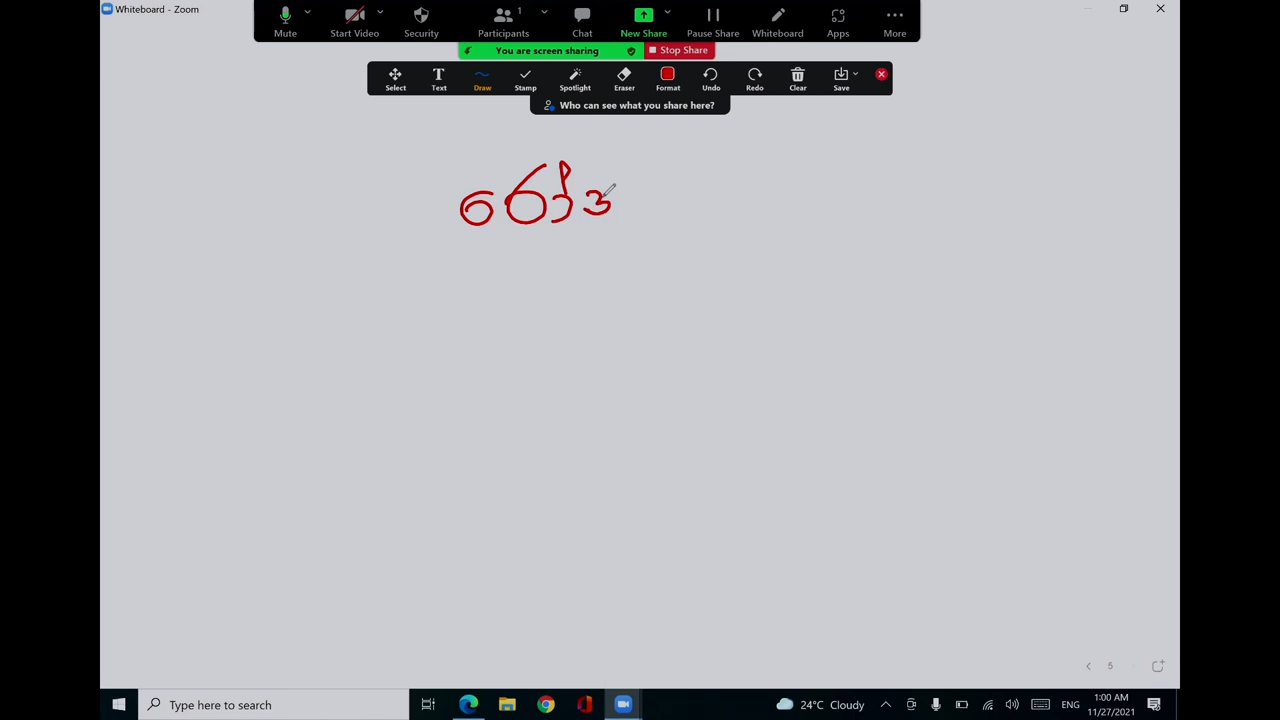 Whiteboard - Zoom
Mute
Start Video
Security
1
Participants
Chat
New Share
Pause Share
Whiteboard
Apps
More
You are screen sharing
Stop Share
Select
Text
Draw
Stamp
Spotlight
Eraser
Format
Undo
Redo
Clear
Save
Who can see what you share here?
5
Type here to search
24°C Cloudy
ENG
1:00 AM
11/27/2021